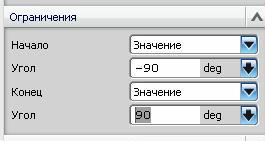 Ограничения
Начало Значение
Угол -90 deg
Конец Значение
Угол 90 deg